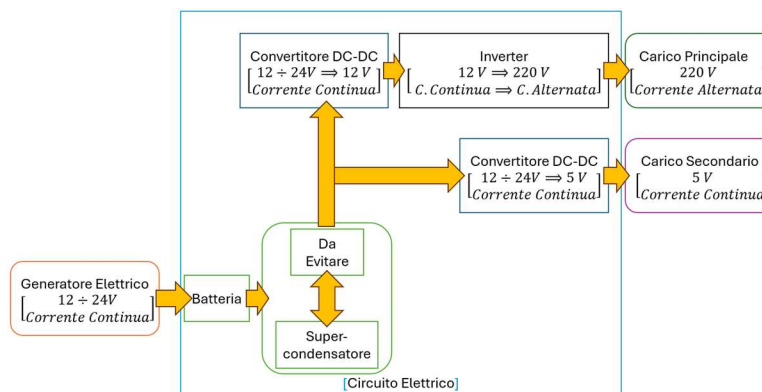 Convertitore DC-DC
[12 ÷ 24V ⟹ 12 V
Corrente Continua]
Inverter
[12 V ⟹ 220 V
C. Continua ⟹ C. Alternata]
Carico Principale
[220 V
Corrente Alternata]
Convertitore DC-DC
[12 ÷ 24V ⟹ 5 V
Corrente Continua]
Carico Secondario
[5 V
Corrente Continua]
Da
Evitare
Generatore Elettrico
[12 ÷ 24V
Corrente Continua]
Batteria
Super-
condensatore
[Circuito Elettrico]